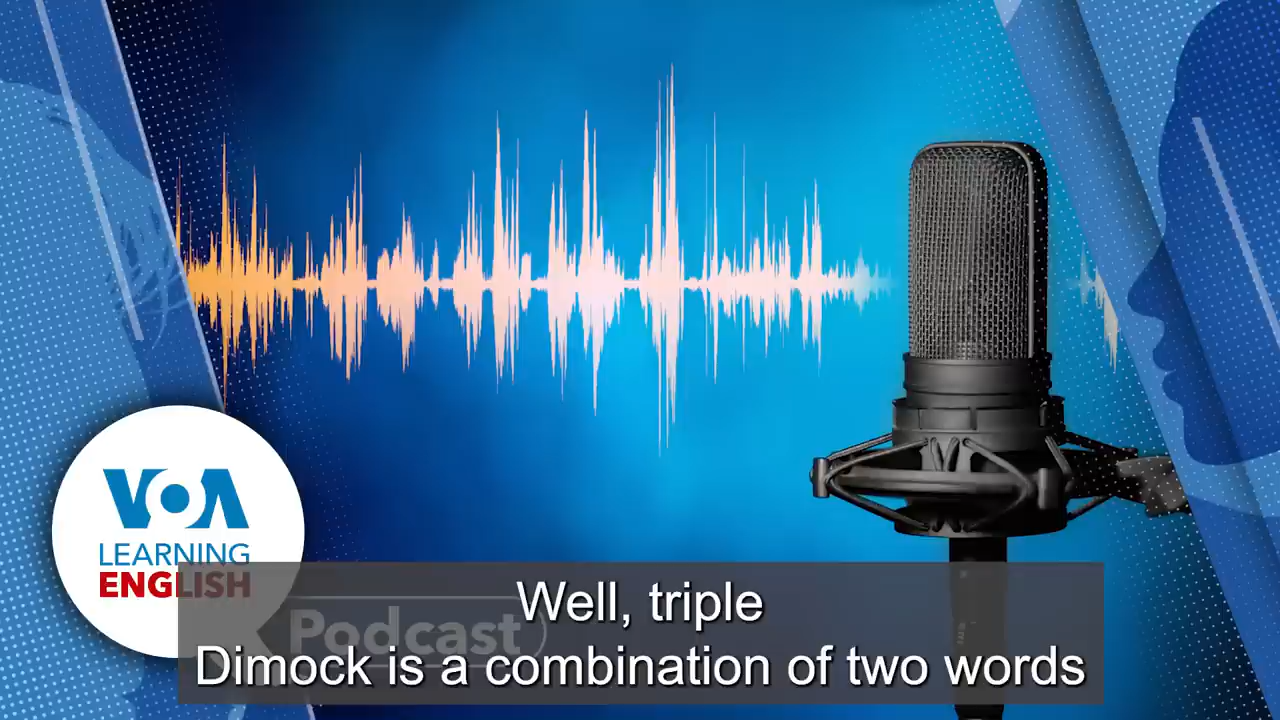 VOA
LEARNING
ENGLISH
Podcast
Well, triple
Dimock is a combination of two words